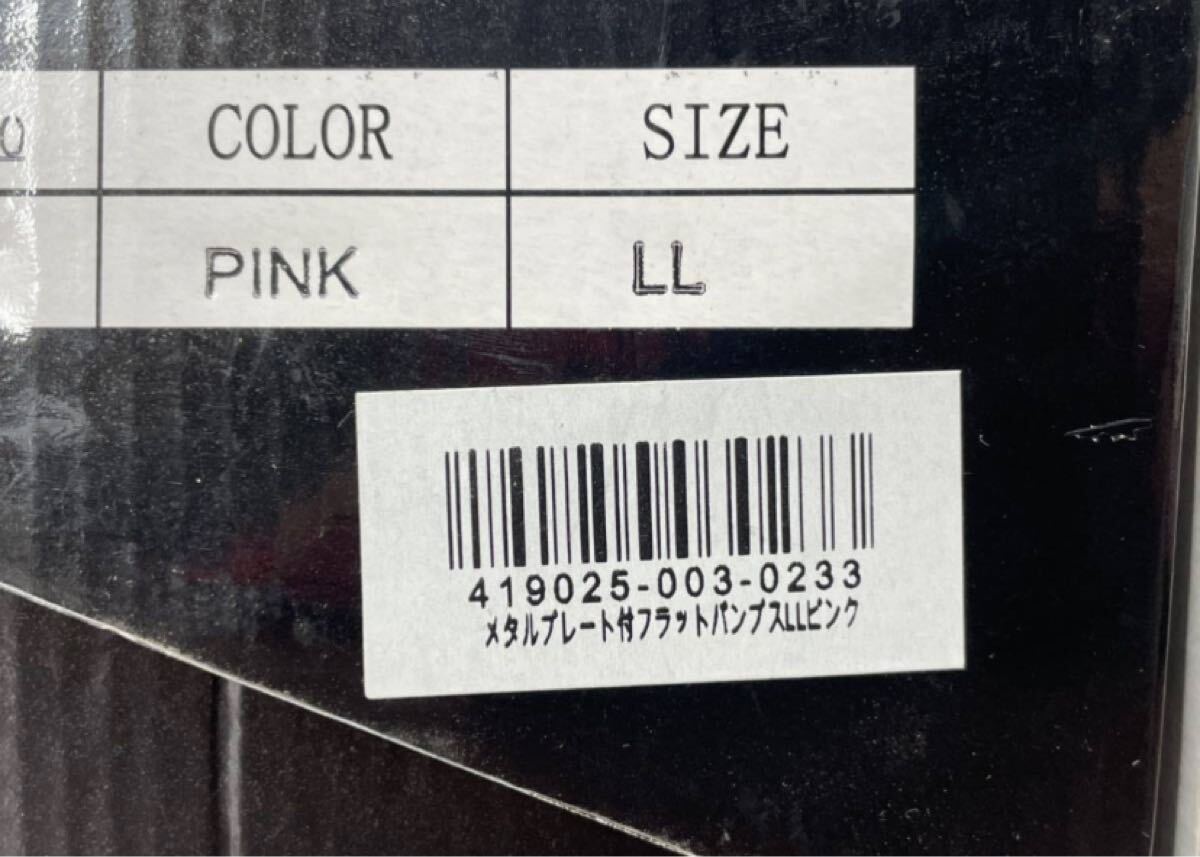 COLOR SIZE
PINK LL
419025-003-0233
メタルプレート付フラットパンプスLLピンク